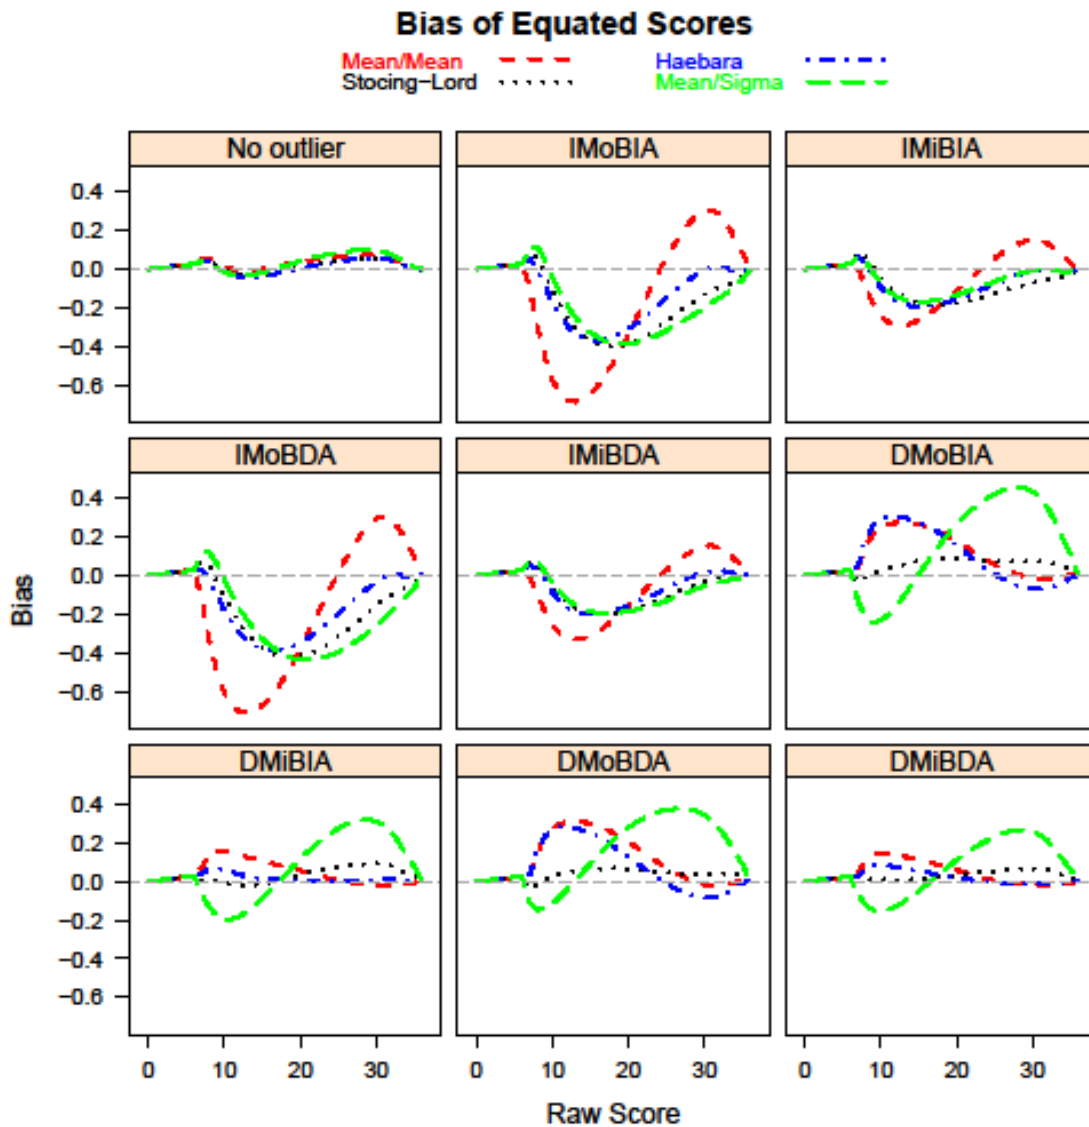 Bias of Equated Scores
Mean/Mean Haebara
Stocing-Lord Mean/Sigma
No outlier IMoBIA IMiBIA
0.4
0.2
0.0
−0.2
−0.4
−0.6
IMoBDA IMiBDA DMoBIA
0.4
0.2
0.0
−0.2
−0.4
−0.6
Bias
DMiBIA DMoBDA DMiBDA
0.4
0.2
0.0
−0.2
−0.4
−0.6
0 10 20 30 0 10 20 30 0 10 20 30
Raw Score